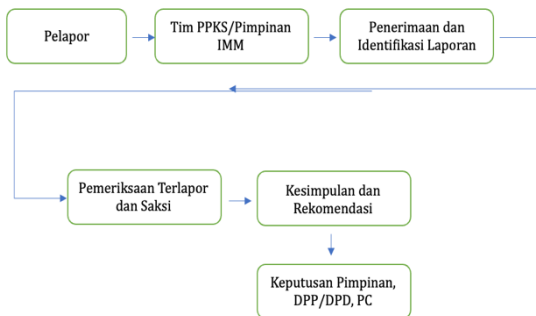 Pelapor
Tim PPKS/Pimpinan
IMM
Penerimaan dan
Identifikasi Laporan
Pemeriksaan Terlapor
dan Saksi
Kesimpulan dan
Rekomendasi
Keputusan Pimpinan,
DPP/DPD, PC